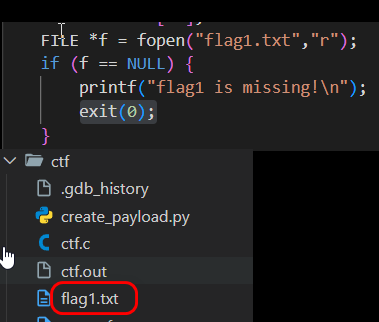 FILE *f = fopen("flag1.txt","r");
if (f == NULL) {
printf("flag1 is missing!\n");
exit(0);
}
ctf
.gdb_history
create_payload.py
ctf.c
ctf.out
flag1.txt